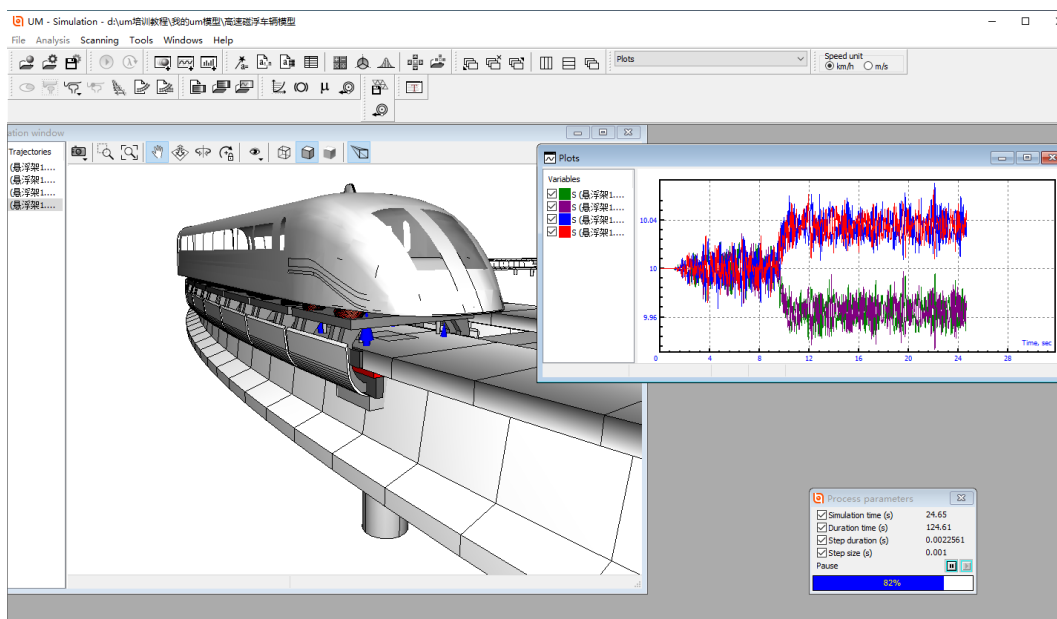 UM - Simulation - d:\um培训教程\我的um模型\高速磁浮车辆模型
File Analysis Scanning Tools Windows Help
Plots
Speed unit
km/h m/s
ation window
Trajectories
(悬浮架1....
(悬浮架1....
(悬浮架1....
(悬浮架1....
Plots
Variables
S (悬浮架1....
S (悬浮架1....
S (悬浮架1....
S (悬浮架1....
10.04
10
9.96
0 4 8 12 16 20 24 28
Time, sec
Process parameters
Simulation time (s) 24.65
Duration time (s) 124.61
Step duration (s) 0.0022561
Step size (s) 0.001
Pause
82%